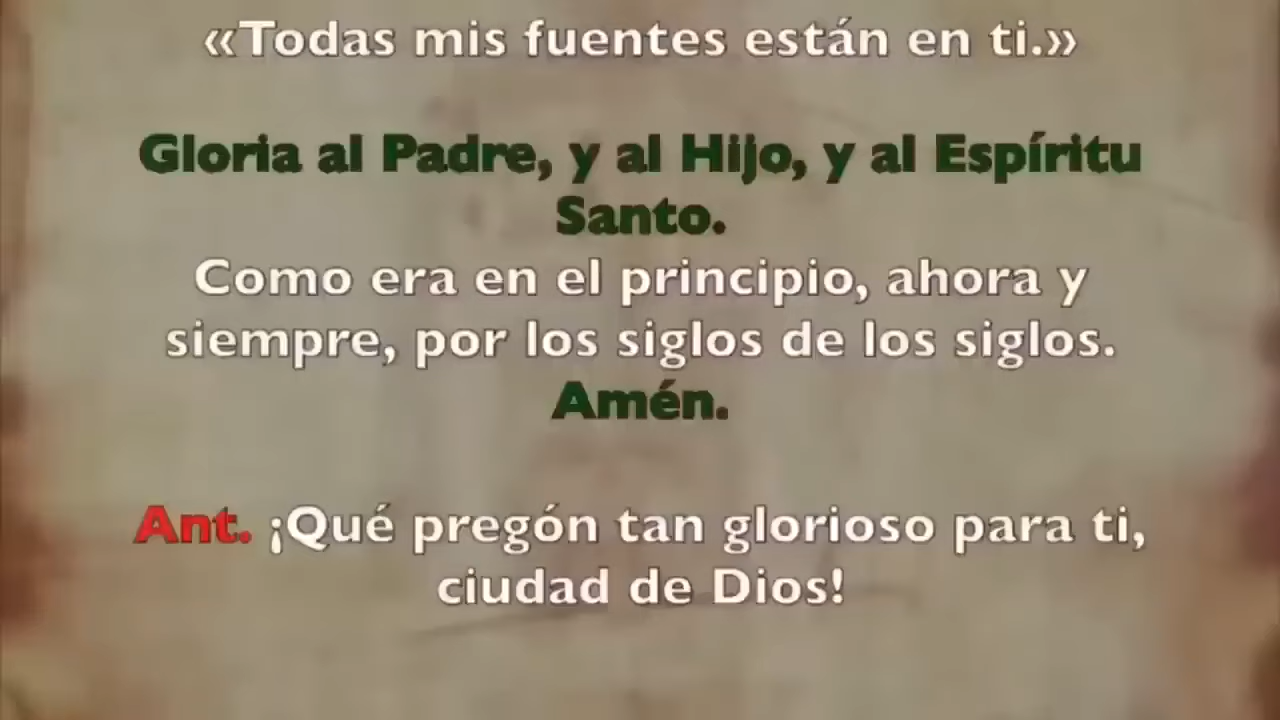 «Todas mis fuentes están en ti.»
Gloria al Padre, y al Hijo, y al Espíritu
Santo.
Como era en el principio, ahora y
siempre, por los siglos de los siglos.
Amén.
Ant. ¡Qué pregón tan glorioso para ti,
ciudad de Dios!